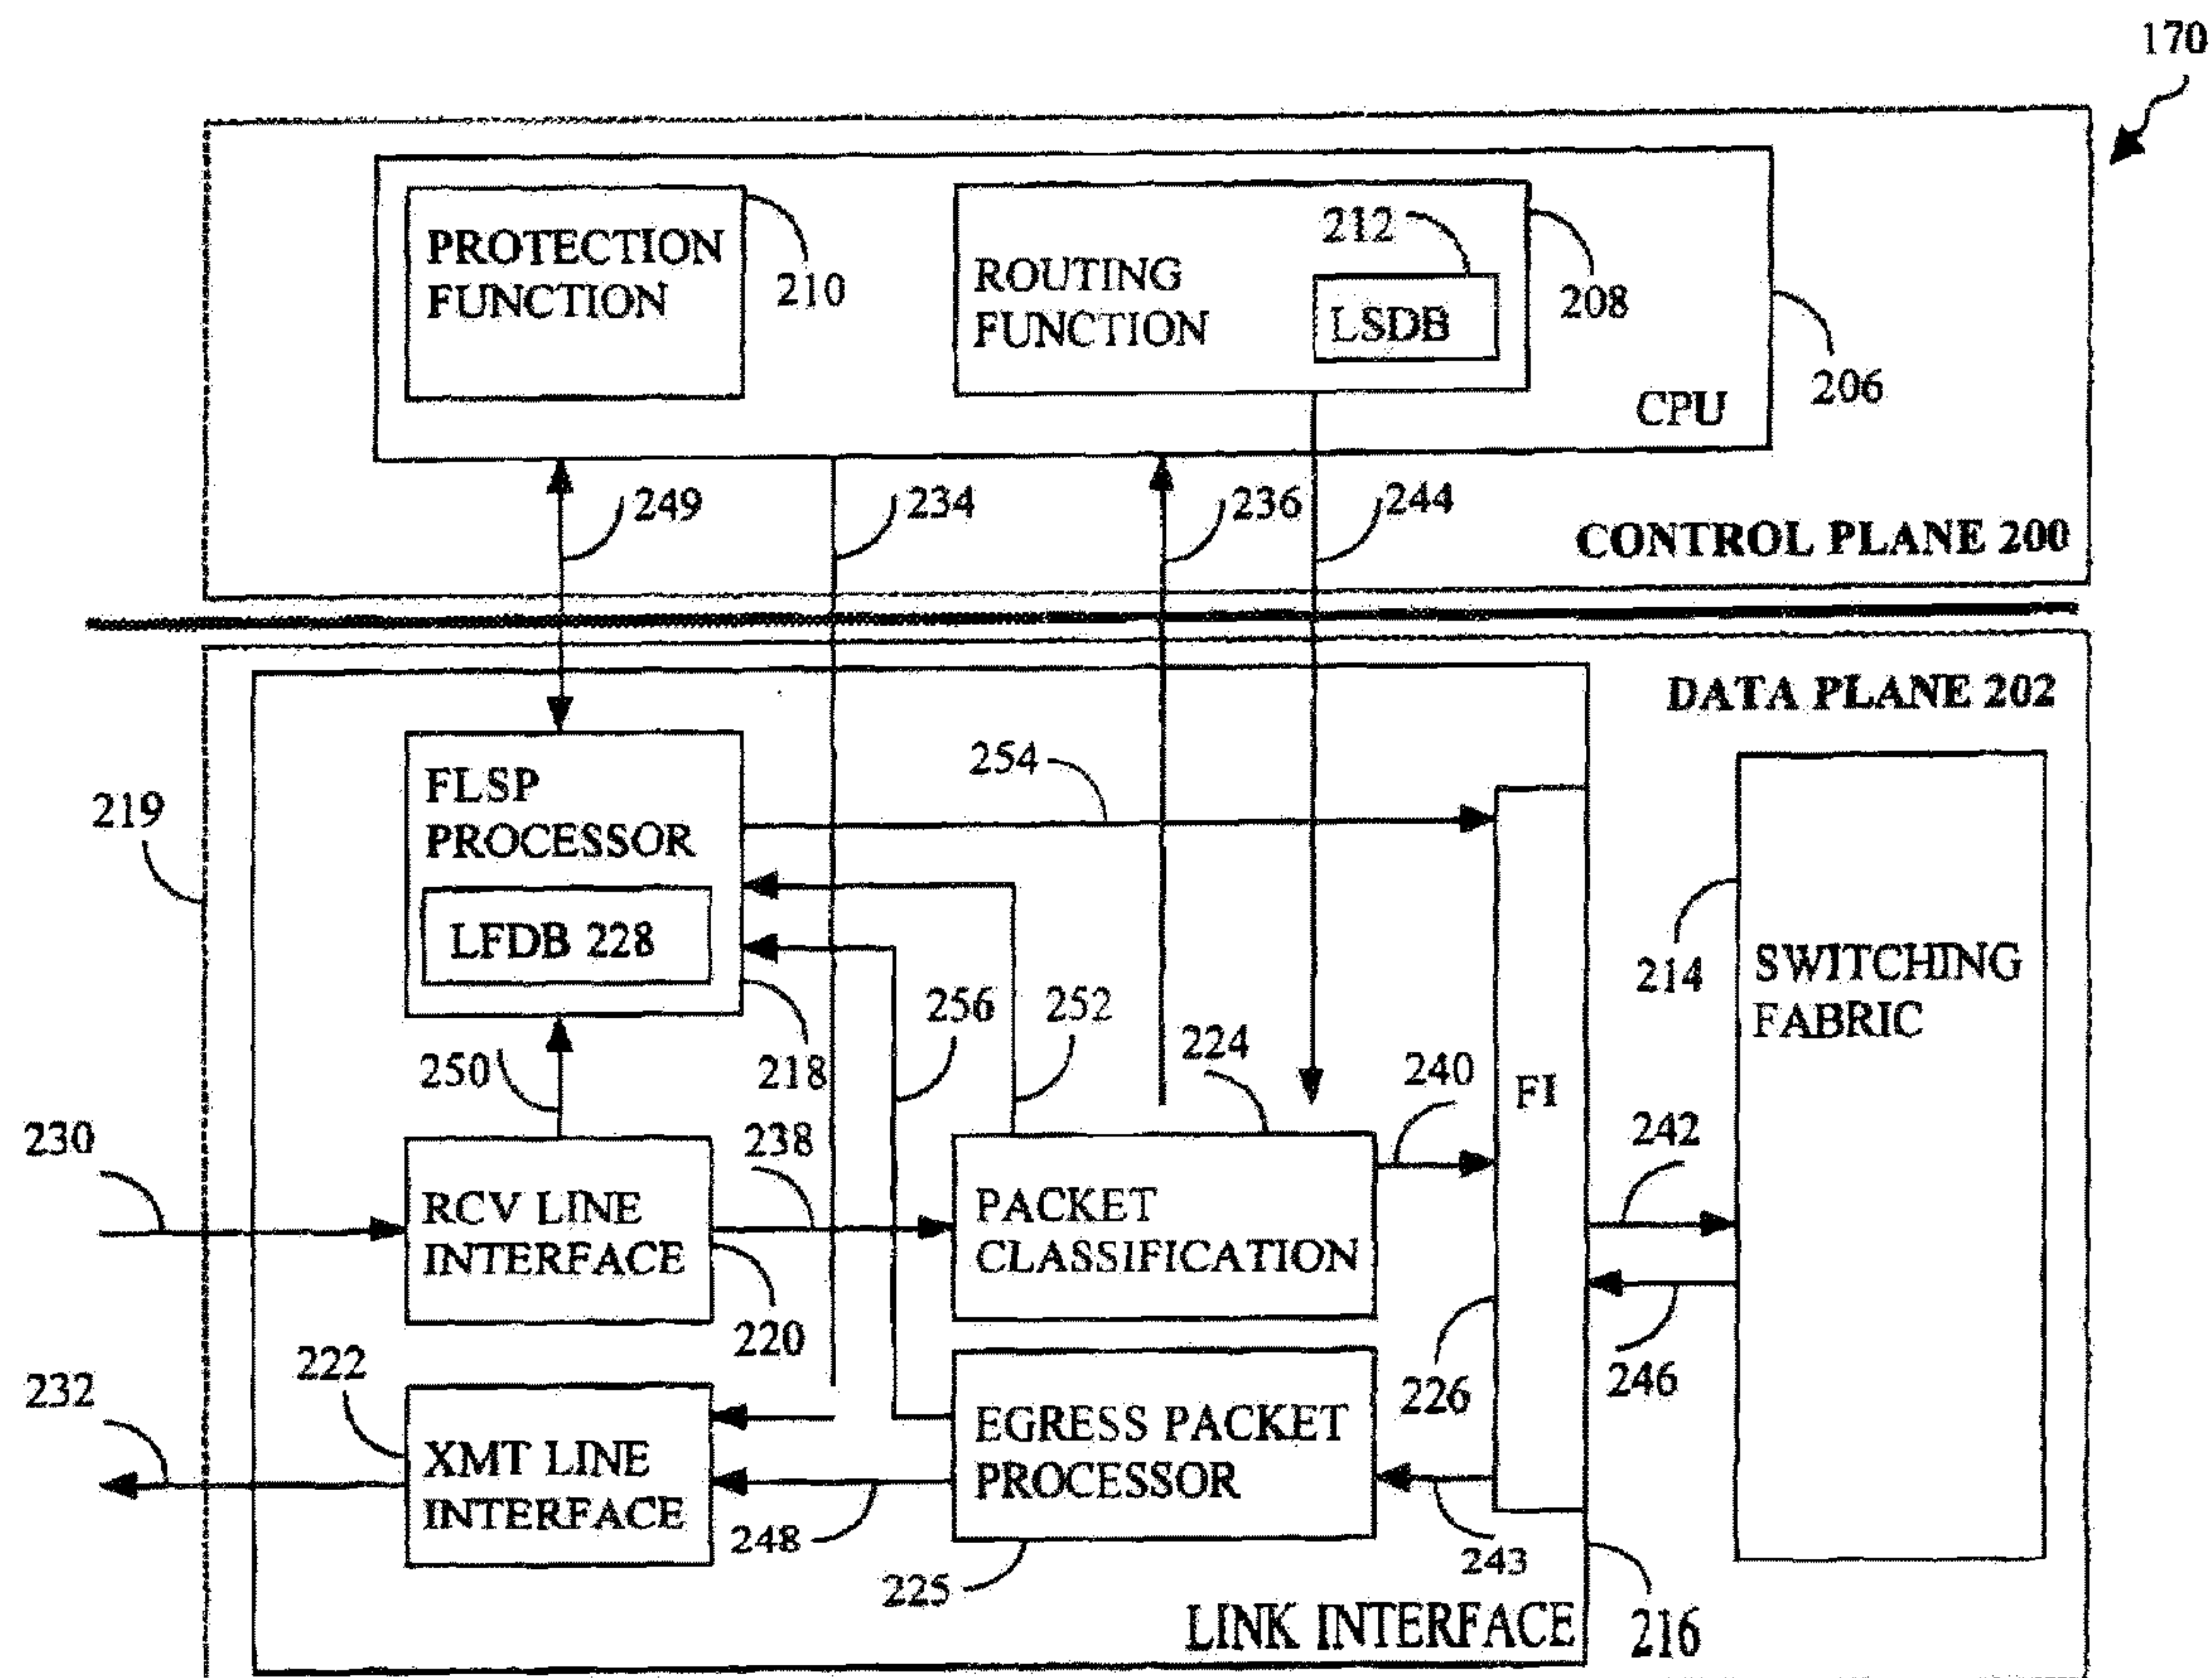 170
PROTECTION
FUNCTION
210
ROUTING
FUNCTION
212
LSDB
208
CPU
206
249
234
236
244
CONTROL PLANE 200
DATA PLANE 202
219
FLSP
PROCESSOR
LFDB 228
218
254
256
252
224
240
250
238
230
RCV LINE
INTERFACE
220
PACKET
CLASSIFICATION
FI
226
214
SWITCHING
FABRIC
242
246
232
222
XMT LINE
INTERFACE
248
EGRESS PACKET
PROCESSOR
225
243
LINK INTERFACE
216